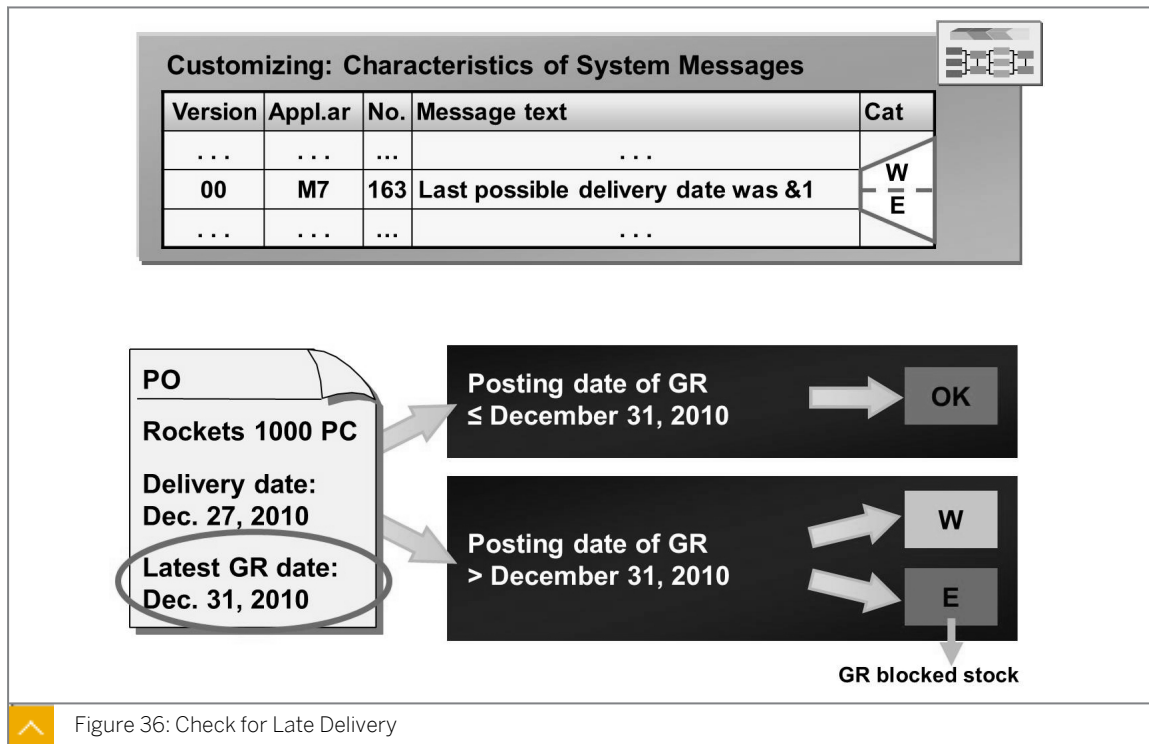 Customizing: Characteristics of System Messages
Version Appl.ar No. Message text Cat
. . . . . . ... . . .
00 M7 163 Last possible delivery date was &1 W
E
. . . . . . ... . . .
PO
Rockets 1000 PC
Delivery date:
Dec. 27, 2010
Latest GR date:
Dec. 31, 2010
Posting date of GR
≤ December 31, 2010
OK
Posting date of GR
> December 31, 2010
W
E
GR blocked stock
Figure 36: Check for Late Delivery